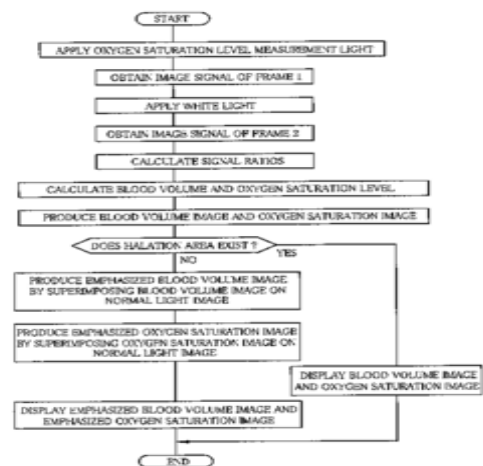 START
APPLY OXYGEN SATURATION LEVEL MEASUREMENT LIGHT
OBTAIN IMAGE SIGNAL OF FRAME 1
APPLY WHITE LIGHT
OBTAIN IMAGE SIGNAL OF FRAME 2
CALCULATE SIGNAL RATIOS
CALCULATE BLOOD VOLUME AND OXYGEN SATURATION LEVEL
PRODUCE BLOOD VOLUME IMAGE AND OXYGEN SATURATION IMAGE
DOES HALATION AREA EXIST ?
YES
NO
PRODUCE EMPHASIZED BLOOD VOLUME IMAGE
BY SUPERIMPOSING BLOOD VOLUME IMAGE ON
NORMAL LIGHT IMAGE
PRODUCE EMPHASIZED OXYGEN SATURATION IMAGE
BY SUPERIMPOSING OXYGEN SATURATION IMAGE ON
NORMAL LIGHT IMAGE
DISPLAY BLOOD VOLUME IMAGE
AND OXYGEN SATURATION IMAGE
DISPLAY EMPHASIZED BLOOD VOLUME IMAGE AND
EMPHASIZED OXYGEN SATURATION IMAGE
END